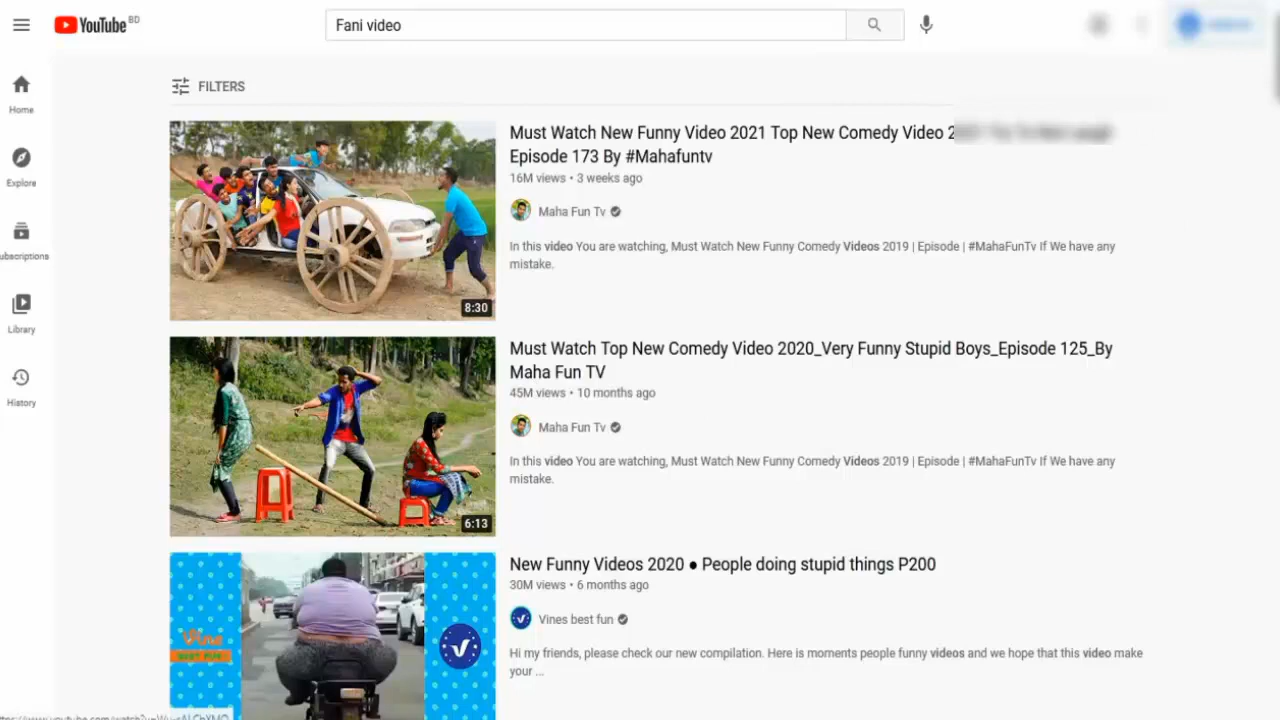 YouTube BD
Fani video
FILTERS
Home
Explore
ubscriptions
Library
History
Must Watch New Funny Video 2021 Top New Comedy Video
Episode 173 By #Mahafuntv
16M views • 3 weeks ago
Maha Fun Tv
In this video You are watching, Must Watch New Funny Comedy Videos 2019 | Episode | #MahaFunTv If We have any
mistake.
8:30
Must Watch Top New Comedy Video 2020_Very Funny Stupid Boys_Episode 125_By
Maha Fun TV
45M views • 10 months ago
Maha Fun Tv
In this video You are watching, Must Watch New Funny Comedy Videos 2019 | Episode | #MahaFunTv If We have any
mistake.
6:13
New Funny Videos 2020 ● People doing stupid things P200
30M views • 6 months ago
Vines best fun
Hi my friends, please check our new compilation. Here is moments people funny videos and we hope that this video make
your ...
Vine
BEST FUN